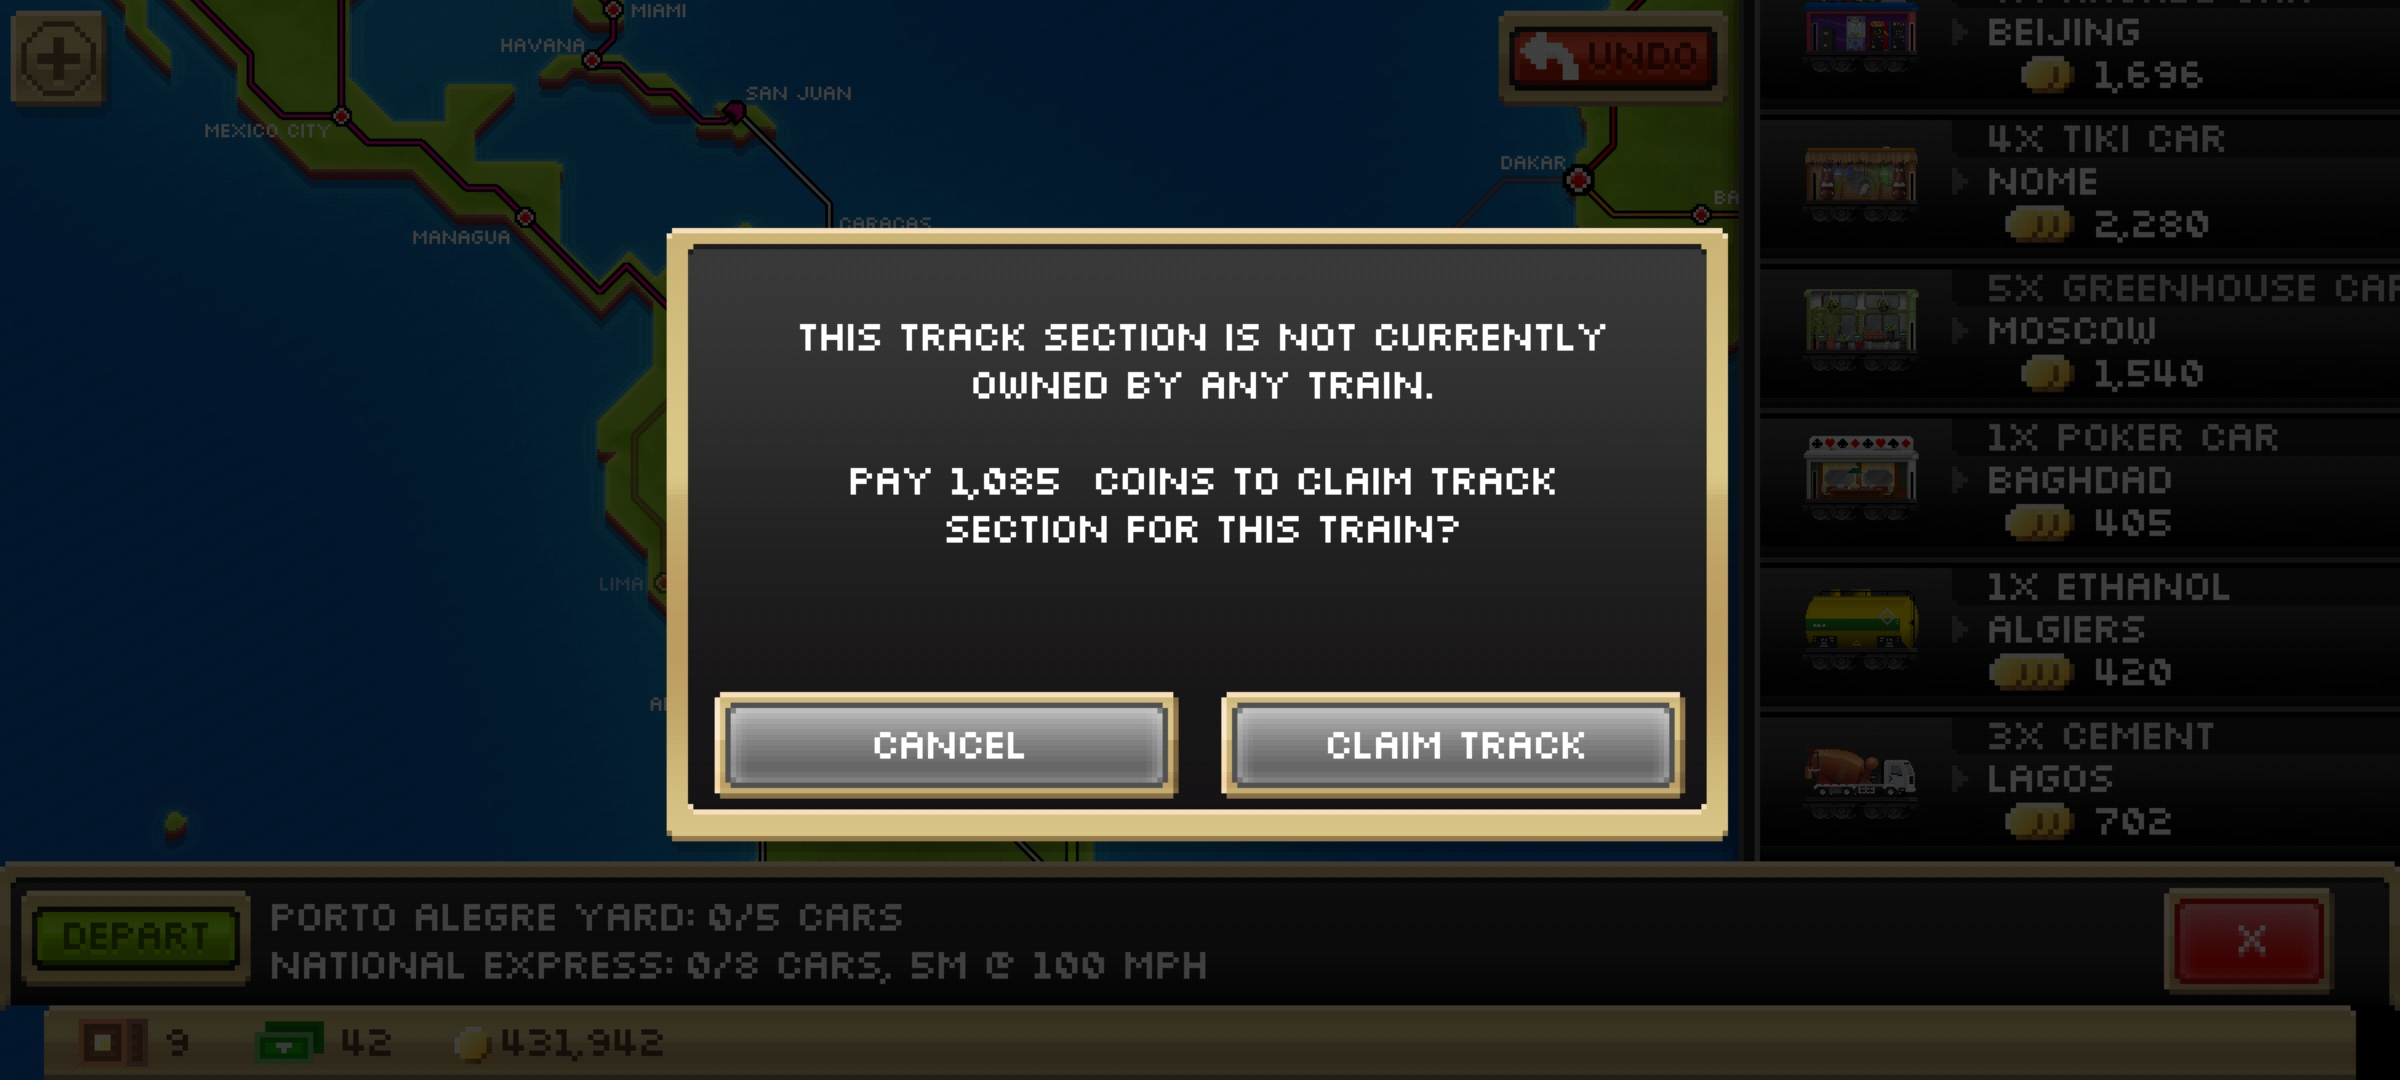 MIAMI
HAVANA
SAN JUAN
MEXICO CITY
MANAGUA
CARACAS
DAKAR
LIMA
UNDO
BEIJING
1,696
4X TIKI CAR
NOME
2,280
5X GREENHOUSE CAR
MOSCOW
1,540
1X POKER CAR
BAGHDAD
405
1X ETHANOL
ALGIERS
420
3X CEMENT
LAGOS
702
THIS TRACK SECTION IS NOT CURRENTLY
OWNED BY ANY TRAIN.
PAY 1,085 COINS TO CLAIM TRACK
SECTION FOR THIS TRAIN?
CANCEL
CLAIM TRACK
DEPART
PORTO ALEGRE YARD: 0/5 CARS
NATIONAL EXPRESS: 0/8 CARS, 5M @ 100 MPH
X
9
42
431,942